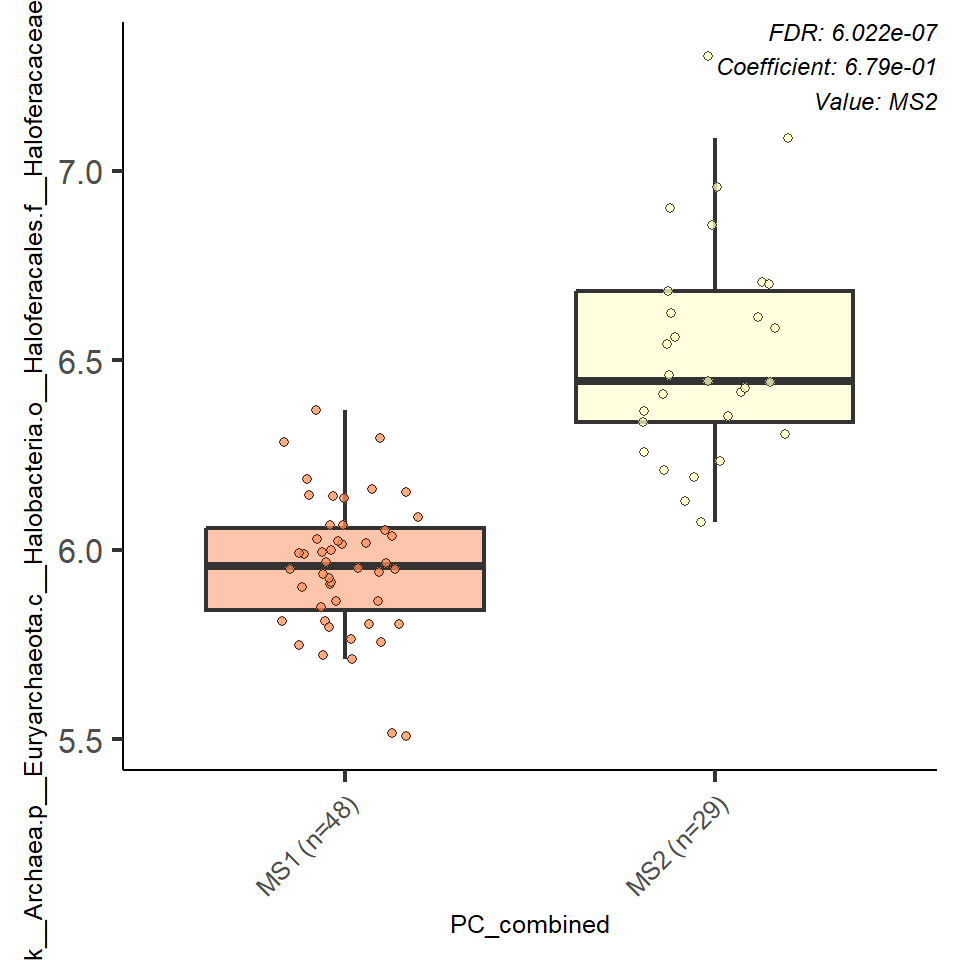 FDR: 6.022e-07
Coefficient: 6.79e-01
Value: MS2
k__Archaea.p__Euryarchaeota.c__Halobacteria.o__Haloferacales.f__Haloferacaceae
7.0
6.5
6.0
5.5
MS1 (n=48)
MS2 (n=29)
PC_combined